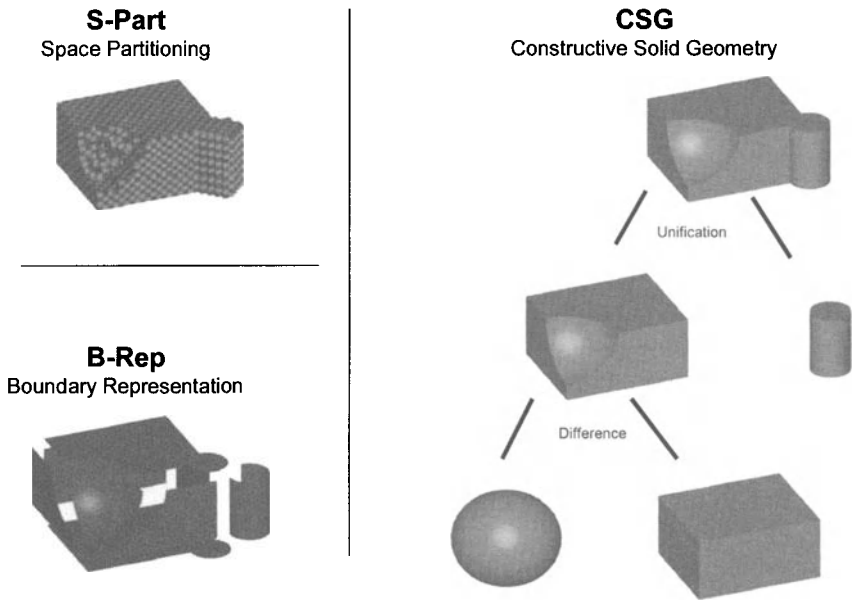 S-Part
Space Partitioning
B-Rep
Boundary Representation
CSG
Constructive Solid Geometry
Unification
Difference